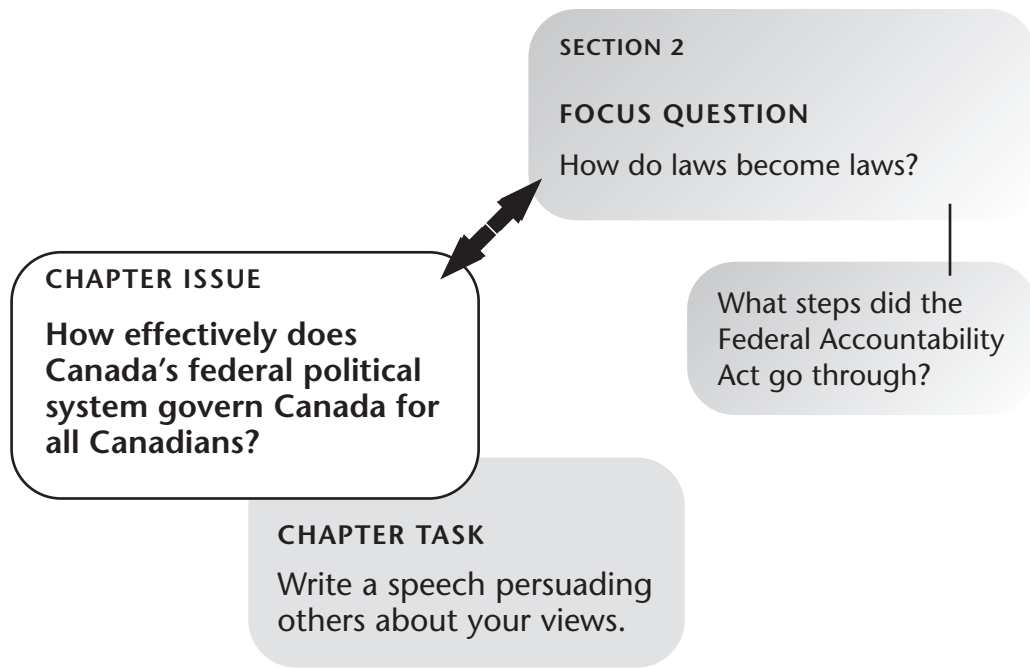 SECTION 2
FOCUS QUESTION
How do laws become laws?
What steps did the
Federal Accountability
Act go through?
CHAPTER ISSUE
How effectively does
Canada’s federal political
system govern Canada for
all Canadians?
CHAPTER TASK
Write a speech persuading
others about your views.